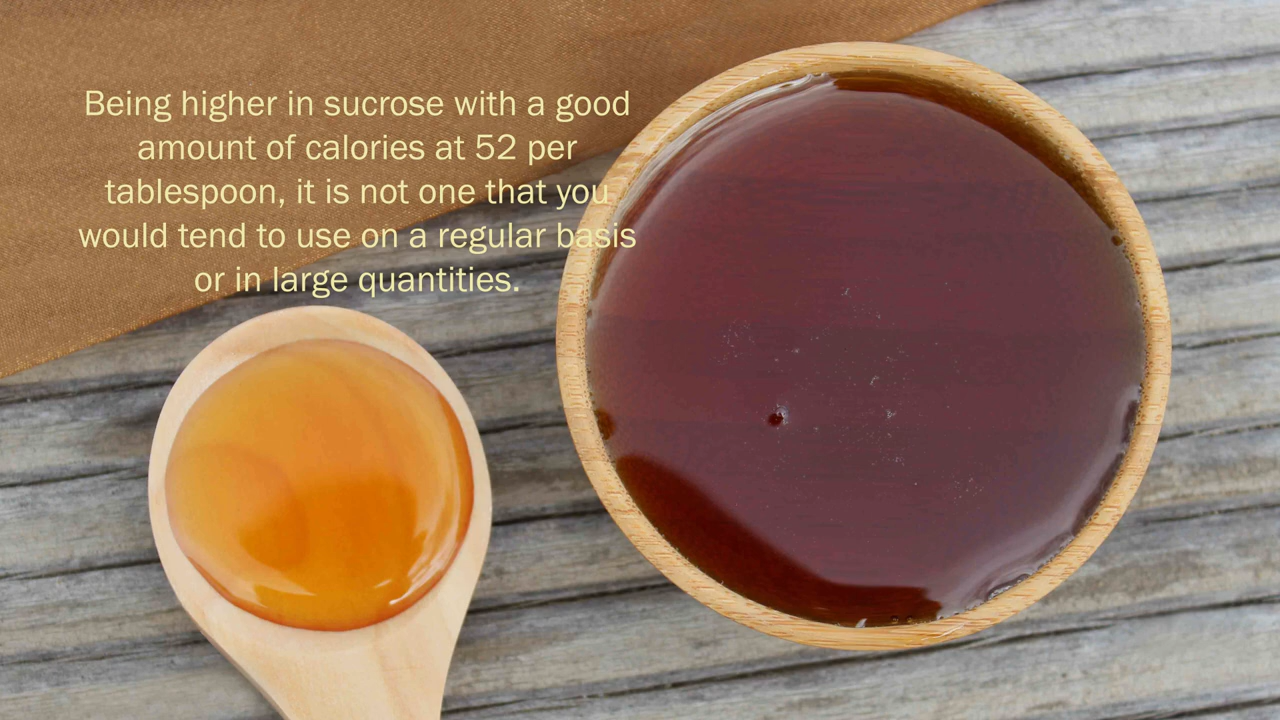 Being higher in sucrose with a good
amount of calories at 52 per
tablespoon, it is not one that you
would tend to use on a regular basis
or in large quantities.